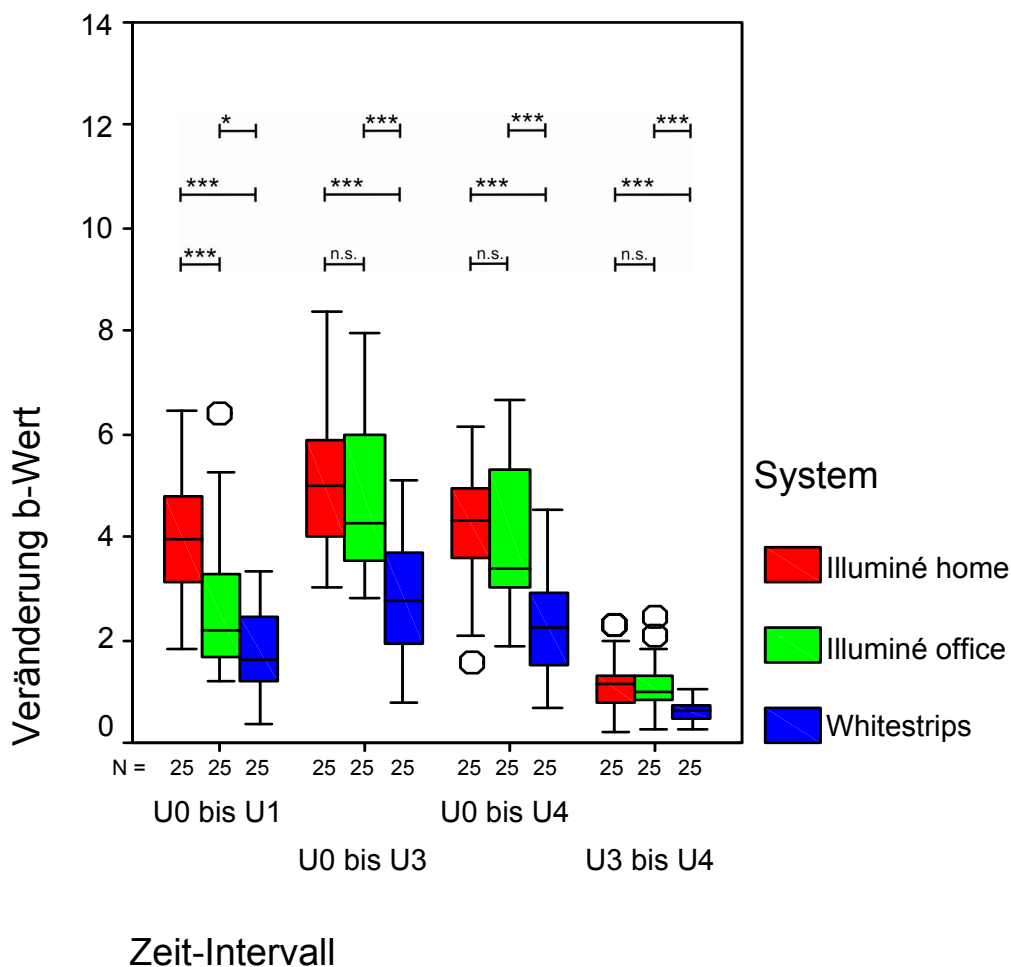 14
12
10
8
6
4
2
0
Veränderung b-Wert
* *** *** ***
*** *** *** ***
*** n.s. n.s. n.s.
System
Illuminé home
Illuminé office
Whitestrips
N = 25 25 25 25 25 25 25 25 25 25 25 25
U0 bis U1 U0 bis U4
U0 bis U3 U3 bis U4
Zeit-Intervall